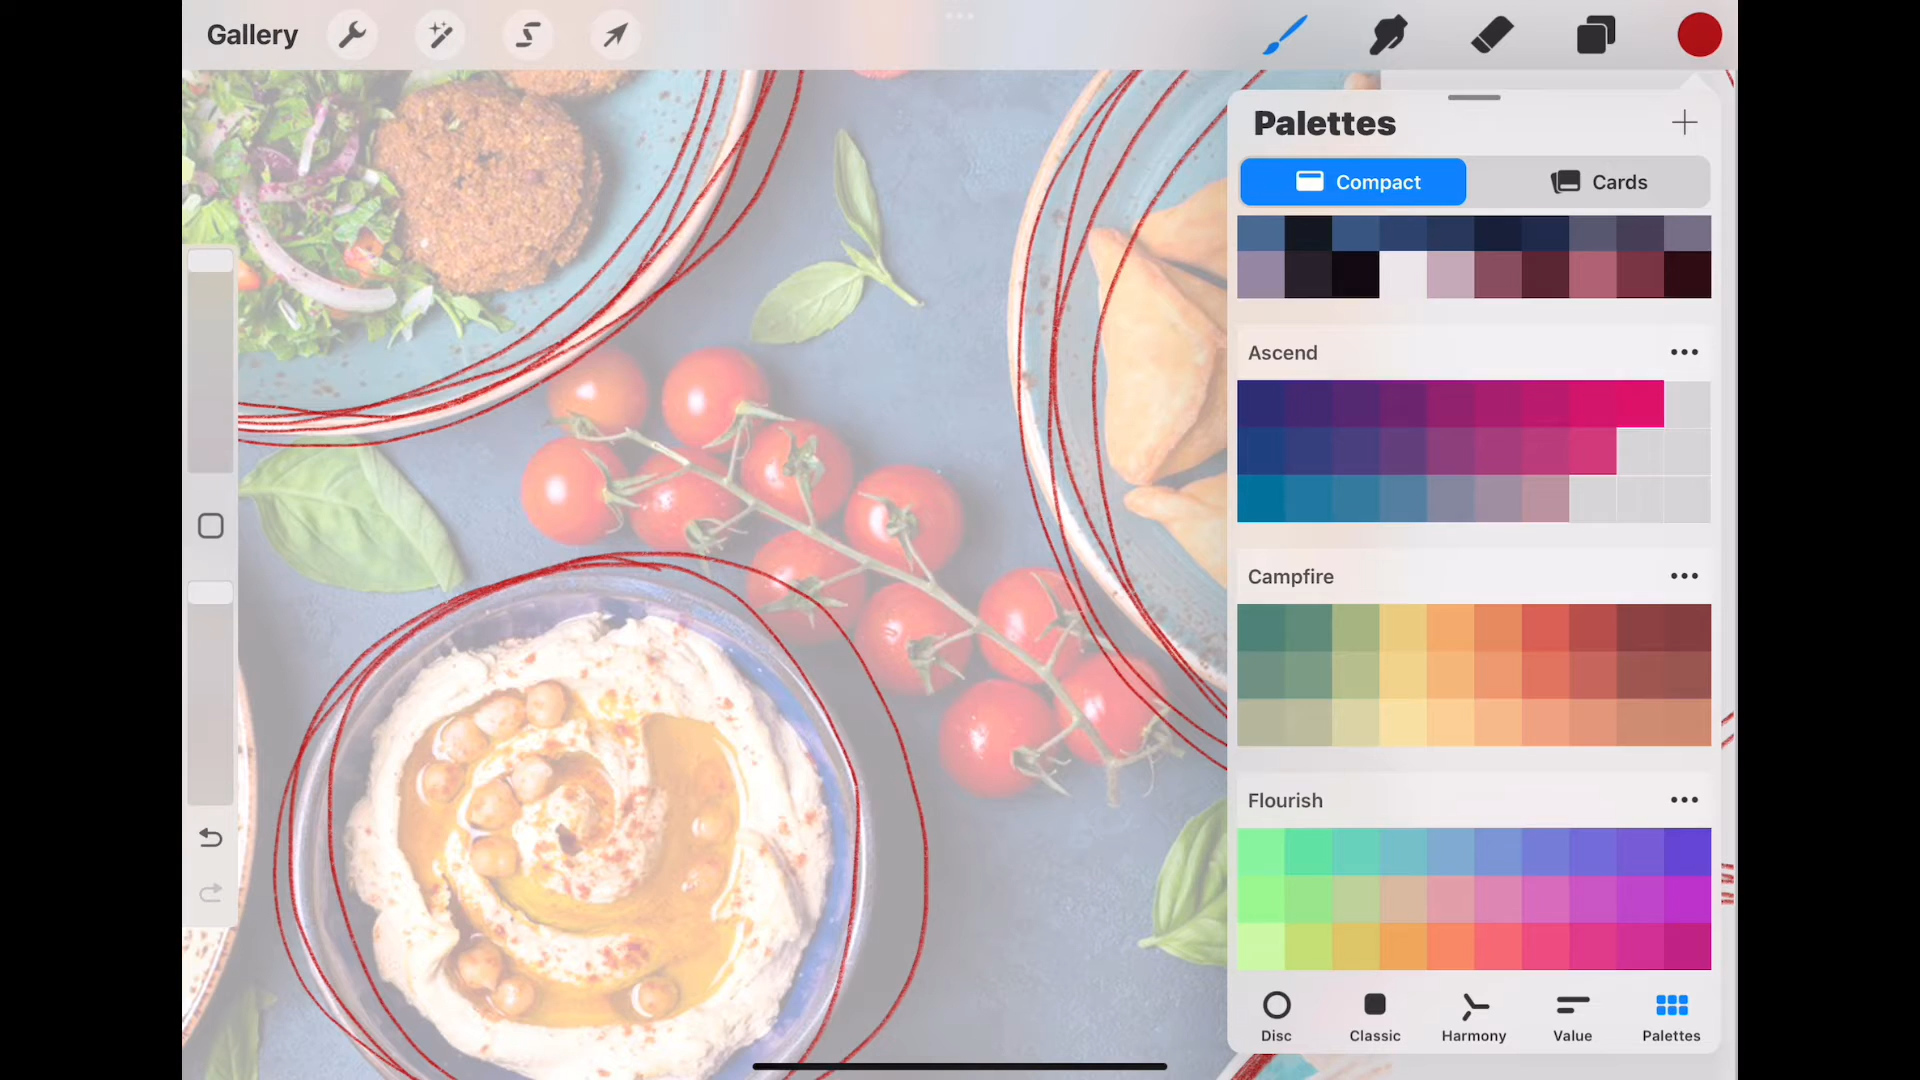 Gallery
Palettes
Compact
Cards
Ascend
Campfire
Flourish
Disc
Classic
Harmony
Value
Palettes